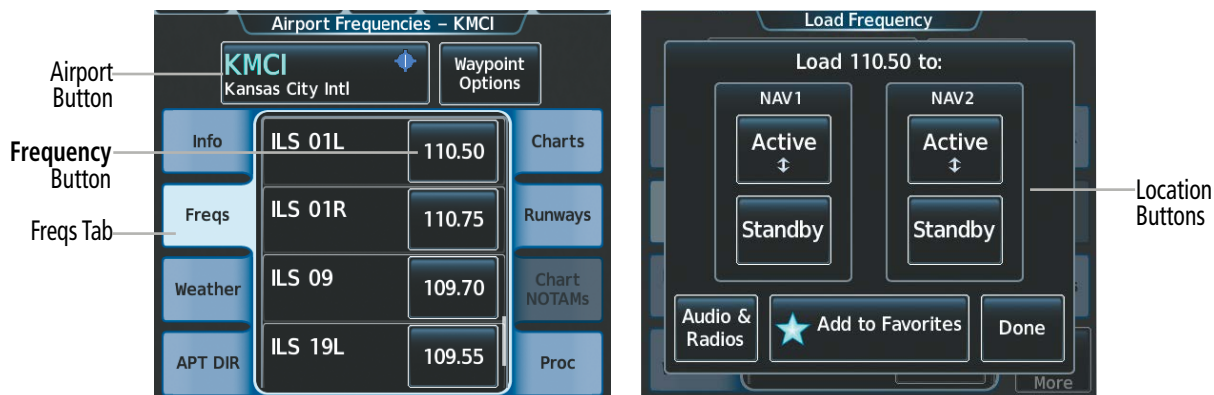 Airport Frequencies – KMCI
Airport
Button
KMCI
Kansas City Intl
Waypoint
Options
Frequency
Button
Freqs Tab
Info
Freqs
Weather
APT DIR
ILS 01L
110.50
ILS 01R
110.75
ILS 09
109.70
ILS 19L
109.55
Charts
Runways
Chart
NOTAMs
Proc
Load Frequency
Load 110.50 to:
NAV1
Active
Standby
NAV2
Active
Standby
Location
Buttons
Audio &
Radios
Add to Favorites
Done
More